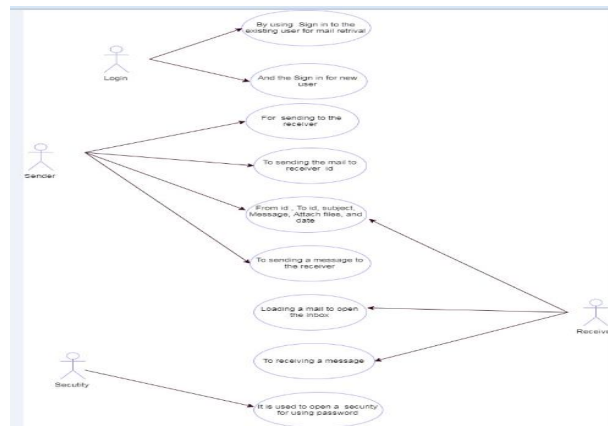 By using Sign in to the
existing user for mail retrival
Login
And the Sign in for new
user
For sending to the
receiver
Sender
To sending the mail to
receiver id
From id , To id, subject,
Message, Attach files, and
date
To sending a message to
the receiver
Loading a mail to open
the inbox
Receive
To receiving a message
Secutity
It is used to open a security
for using password